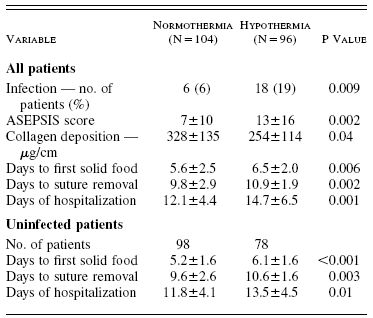 NORMOTHERMIA HYPOTHERMIA
VARIABLE (N=104) (N=96) P VALUE
All patients
Infection — no. of 6 (6) 18 (19) 0.009
patients (%)
ASEPSIS score 7±10 13±16 0.002
Collagen deposition — 328±135 254±114 0.04
μg/cm
Days to first solid food 5.6±2.5 6.5±2.0 0.006
Days to suture removal 9.8±2.9 10.9±1.9 0.002
Days of hospitalization 12.1±4.4 14.7±6.5 0.001
Uninfected patients
No. of patients 98 78
Days to first solid food 5.2±1.6 6.1±1.6 <0.001
Days to suture removal 9.6±2.6 10.6±1.6 0.003
Days of hospitalization 11.8±4.1 13.5±4.5 0.01